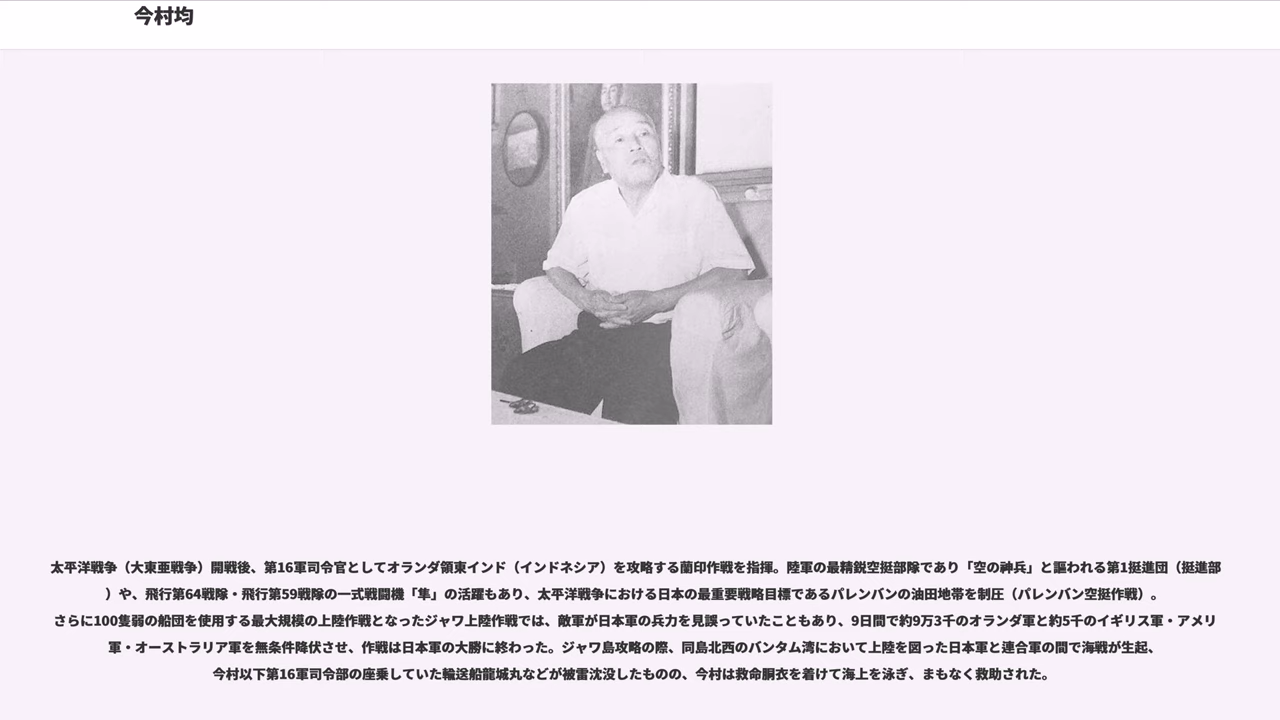 今村均
太平洋戦争（大東亜戦争）開戦後、第16軍司令官としてオランダ領東インド（インドネシア）を攻略する蘭印作戦を指揮。陸軍の最精鋭空挺部隊であり「空の神兵」と謳われる第1挺進団（挺進部
）や、飛行第64戦隊・飛行第59戦隊の一式戦闘機「隼」の活躍もあり、太平洋戦争における日本の最重要戦略目標であるパレンバンの油田地帯を制圧（パレンバン空挺作戦）。
さらに100隻弱の船団を使用する最大規模の上陸作戦となったジャワ上陸作戦では、敵軍が日本軍の兵力を見誤っていたこともあり、9日間で約9万3千のオランダ軍と約5千のイギリス軍・アメリ
軍・オーストラリア軍を無条件降伏させ、作戦は日本軍の大勝に終わった。ジャワ島攻略の際、同島北西のバンタム湾において上陸を図った日本軍と連合軍の間で海戦が生起、
今村以下第16軍司令部の座乗していた輸送船龍城丸などが被雷沈没したものの、今村は救命胴衣を着けて海上を泳ぎ、まもなく救助された。